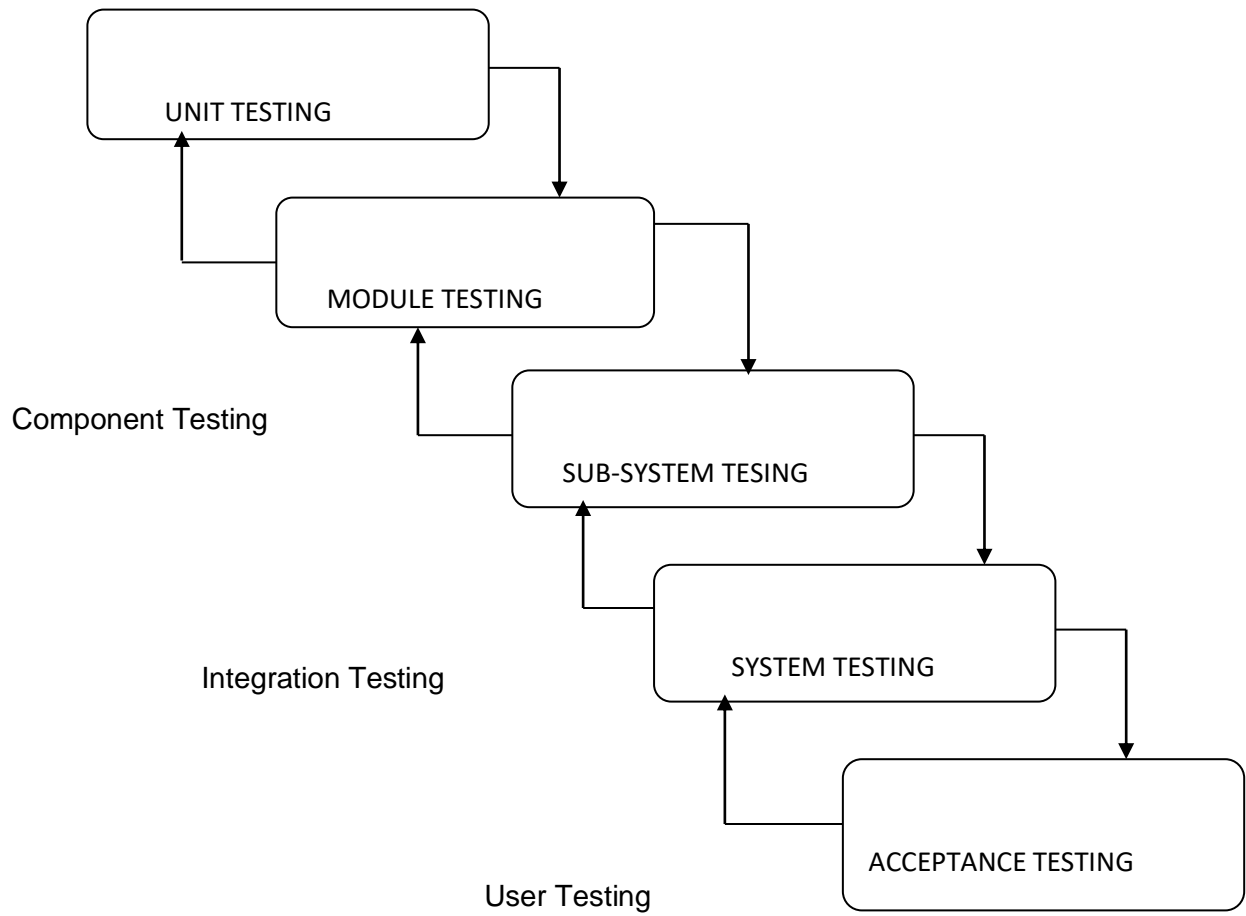 UNIT TESTING
MODULE TESTING
Component Testing
SUB-SYSTEM TESING
Integration Testing
SYSTEM TESTING
ACCEPTANCE TESTING
User Testing